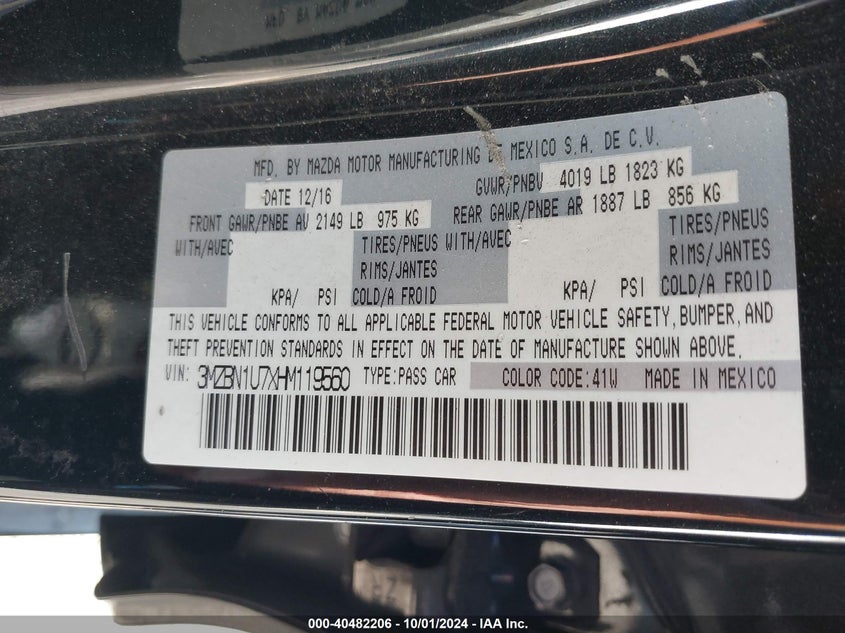 MFD. BY MAZDA MOTOR MANUFACTURING DE MEXICO S.A. DE C.V.
DATE 12/16 GVWR/PNBV 4019 LB 1823 KG
FRONT GAWR/PNBE AV 2149 LB 975 KG REAR GAWR/PNBE AR 1887 LB 856 KG
WITH/AVEC TIRES/PNEUS WITH/AVEC TIRES/PNEUS
RIMS/JANTES RIMS/JANTES
KPA/ PSI COLD/A FROID KPA/ PSI COLD/A FROID
THIS VEHICLE CONFORMS TO ALL APPLICABLE FEDERAL MOTOR VEHICLE SAFETY, BUMPER, AND
THEFT PREVENTION STANDARDS IN EFFECT ON THE DATE OF MANUFACTURE SHOWN ABOVE.
VIN: 3MZBN1U7XHM119560 TYPE:PASS CAR COLOR CODE:41W MADE IN MEXICO
000-40482206 - 10/01/2024 - IAA Inc.